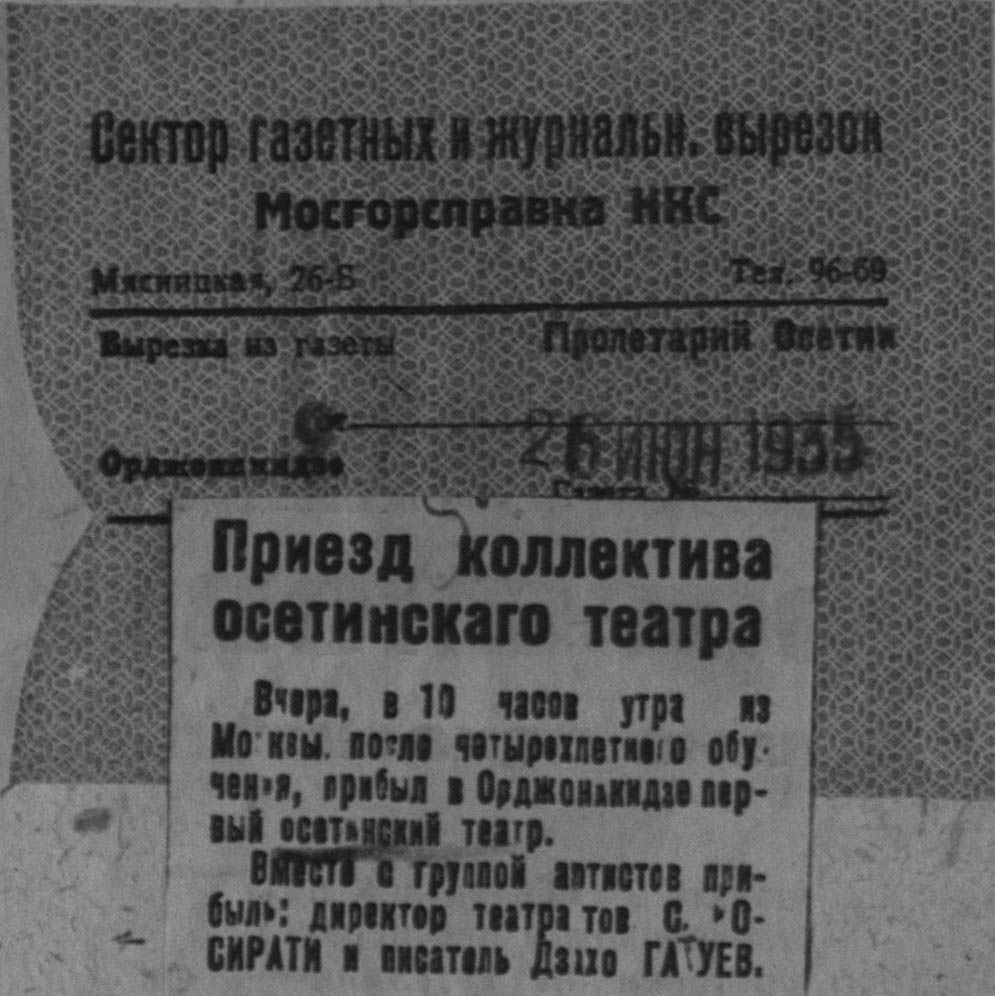 Сектор газетных и журнальн. вырезок
Мосгорсправка НКС
Мясницкая, 26-Б Тел. 96-69
Вырезка из газеты Пролетарий Осетии
Орджоникидзе 26 ИЮН 1935
Газета №
Приезд коллектива
осетинскаго театра
Вчера, в 10 часов утра из
Москвы, после четырехлетнего обу-
чения, прибыл в Орджоникидзе пер-
вый осетинский театр.
Вместе с группой артистов при-
были: директор театра тов С.
СИРАТИ и писатель Дзахо ГАТУЕВ.